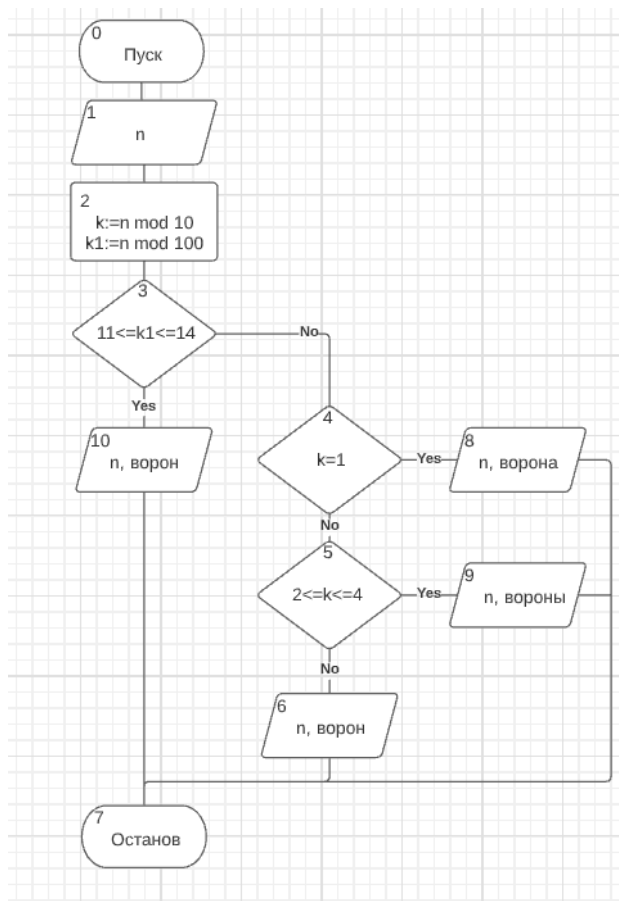 0
Пуск
1
n
2
k:=n mod 10
k1:=n mod 100
3
11<=k1<=14
No
Yes
10
n, ворон
4
k=1
Yes
8
n, ворона
No
5
2<=k<=4
Yes
9
n, вороны
No
6
n, ворон
7
Останов